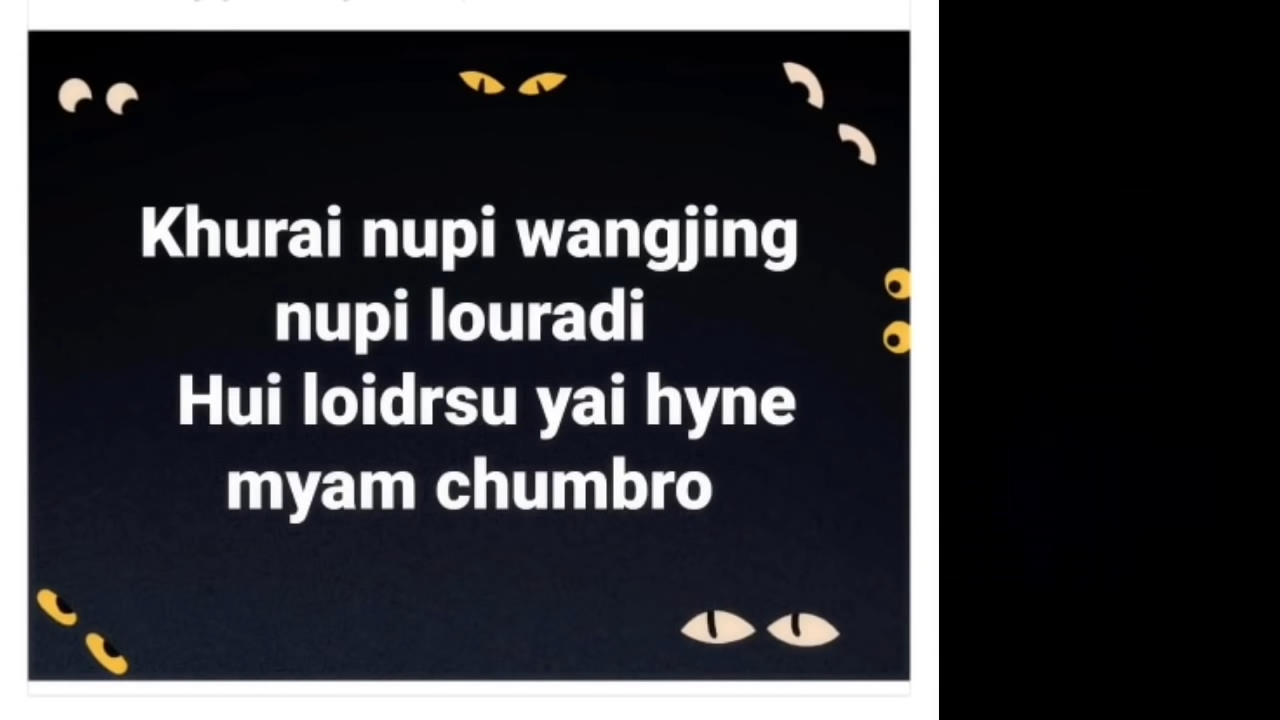 Khurai nupi wangjing
nupi louradi
Hui loidrsu yai hyne
myam chumbro